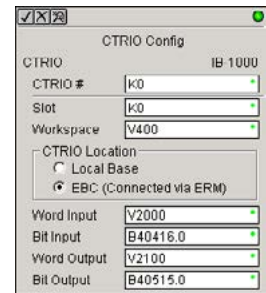 CTRIO Config
CTRIO IB-1000
CTRIO # K0
Slot K0
Workspace V400
CTRIO Location
Local Base
EBC (Connected via ERM)
Word Input V2000
Bit Input B40416.0
Word Output V2100
Bit Output B40515.0